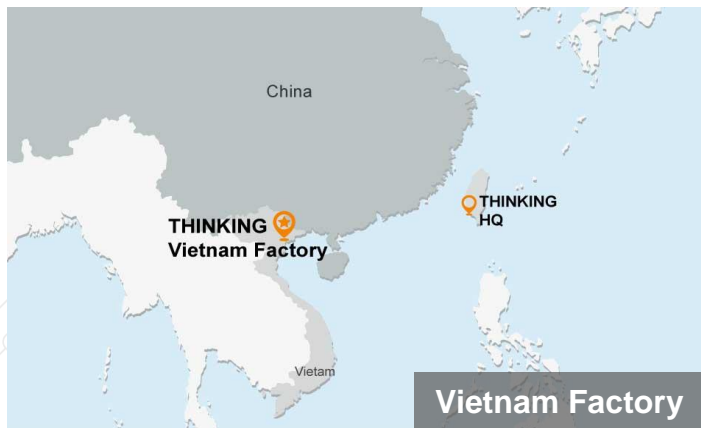 China
THINKING
HQ
THINKING
Vietnam Factory
Vietam
Vietnam Factory